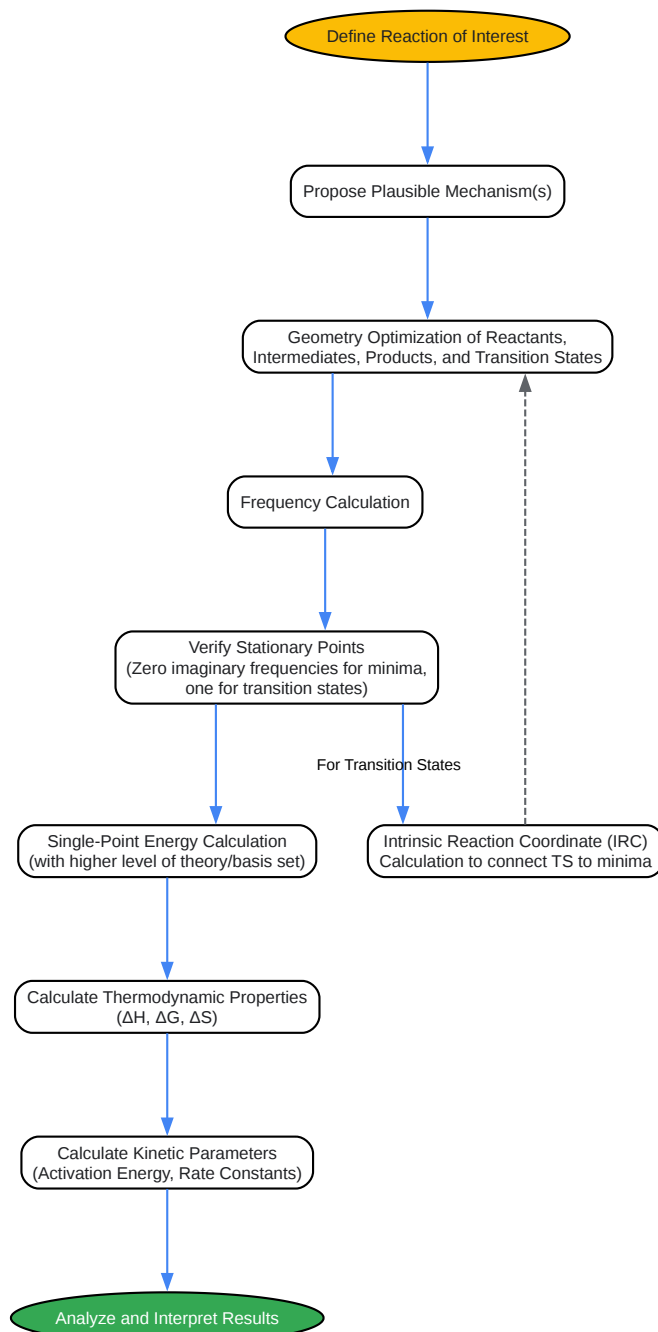 Define Reaction of Interest
Propose Plausible Mechanism(s)
Geometry Optimization of Reactants,
Intermediates, Products, and Transition States
Frequency Calculation
Verify Stationary Points
(Zero imaginary frequencies for minima,
one for transition states)
For Transition States
Single-Point Energy Calculation
(with higher level of theory/basis set)
Intrinsic Reaction Coordinate (IRC)
Calculation to connect TS to minima
Calculate Thermodynamic Properties
(ΔH, ΔG, ΔS)
Calculate Kinetic Parameters
(Activation Energy, Rate Constants)
Analyze and Interpret Results